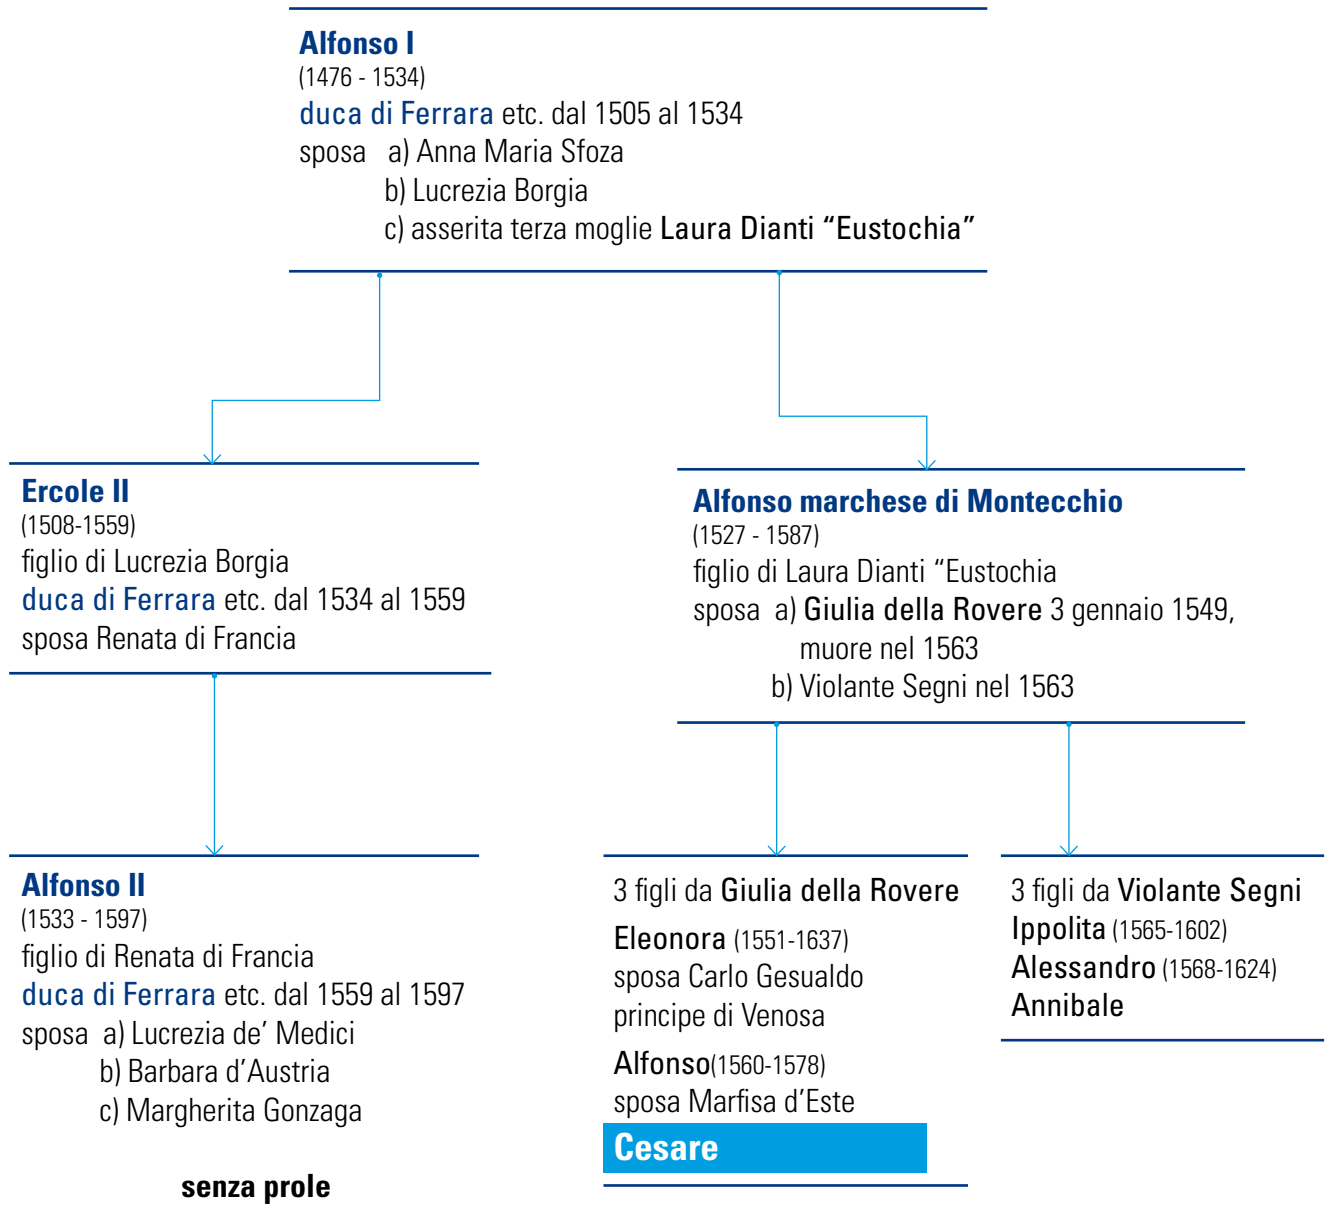 Alfonso I
(1476 - 1534)
duca di Ferrara etc. dal 1505 al 1534
sposa a) Anna Maria Sfoza
b) Lucrezia Borgia
c) asserita terza moglie Laura Dianti “Eustochia”
Ercole II
(1508-1559)
figlio di Lucrezia Borgia
duca di Ferrara etc. dal 1534 al 1559
sposa Renata di Francia
Alfonso marchese di Montecchio
(1527 - 1587)
figlio di Laura Dianti “Eustochia
sposa a) Giulia della Rovere 3 gennaio 1549,
muore nel 1563
b) Violante Segni nel 1563
Alfonso II
(1533 - 1597)
figlio di Renata di Francia
duca di Ferrara etc. dal 1559 al 1597
sposa a) Lucrezia de’ Medici
b) Barbara d’Austria
c) Margherita Gonzaga
senza prole
3 figli da Giulia della Rovere
Eleonora (1551-1637)
sposa Carlo Gesualdo
principe di Venosa
Alfonso(1560-1578)
sposa Marfisa d’Este
Cesare
3 figli da Violante Segni
Ippolita (1565-1602)
Alessandro (1568-1624)
Annibale